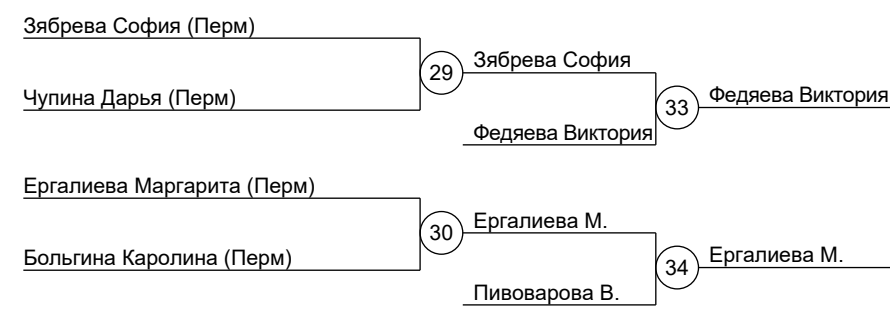 Зябрева София (Перм)
29
Зябрева София
Чупина Дарья (Перм)
33
Федяева Виктория
Федяева Виктория
Ергалиева Маргарита (Перм)
30
Ергалиева М.
Больгина Каролина (Перм)
34
Ергалиева М.
Пивоварова В.